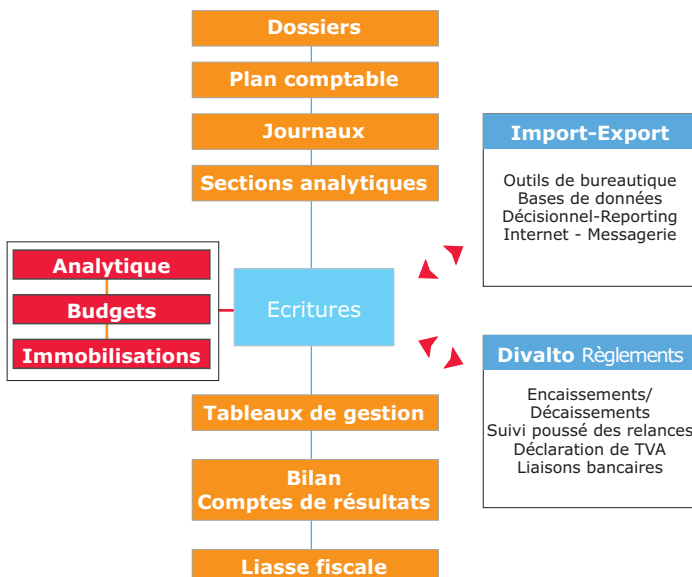 Dossiers
Plan comptable
Journaux
Sections analytiques
Import-Export
Outils de bureautique
Bases de données
Décisionnel-Reporting
Internet - Messagerie
Analytique
Budgets
Immobilisations
Ecritures
Divalto Règlements
Encaissements/
Décaissements
Suivi poussé des relances
Déclaration de TVA
Liaisons bancaires
Tableaux de gestion
Bilan
Comptes de résultats
Liasse fiscale